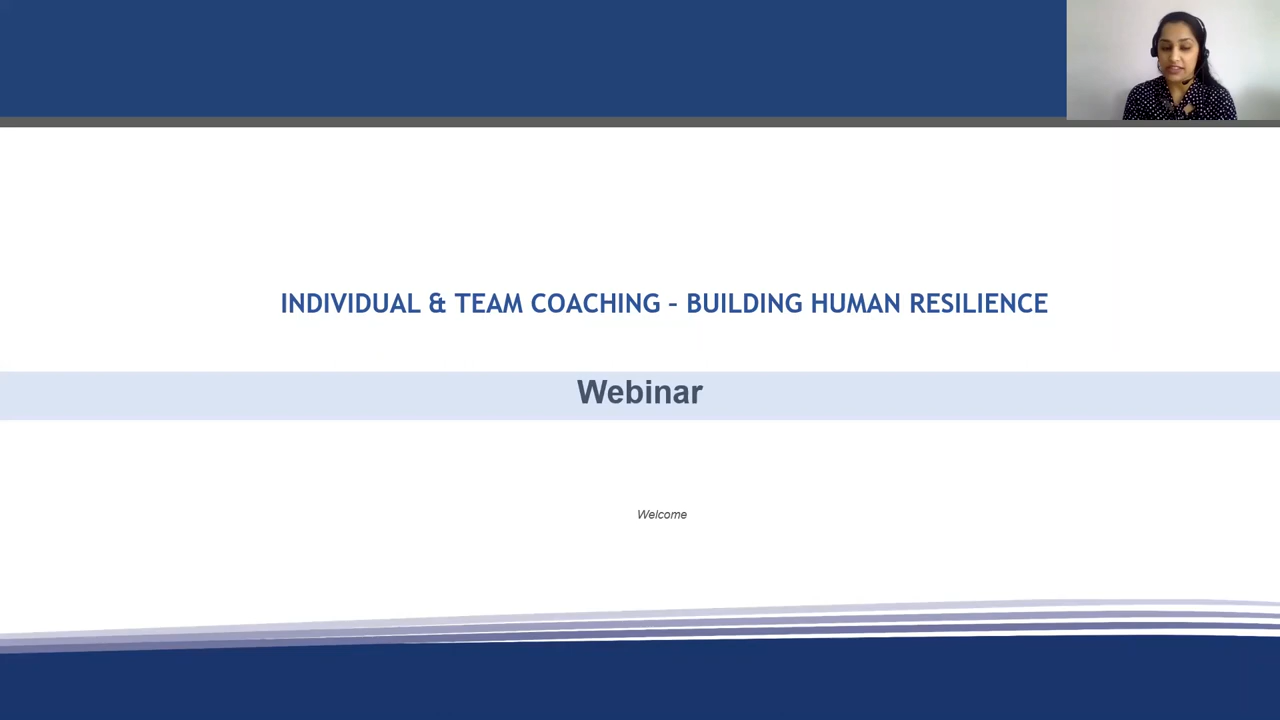 INDIVIDUAL & TEAM COACHING – BUILDING HUMAN RESILIENCE
Webinar
Welcome